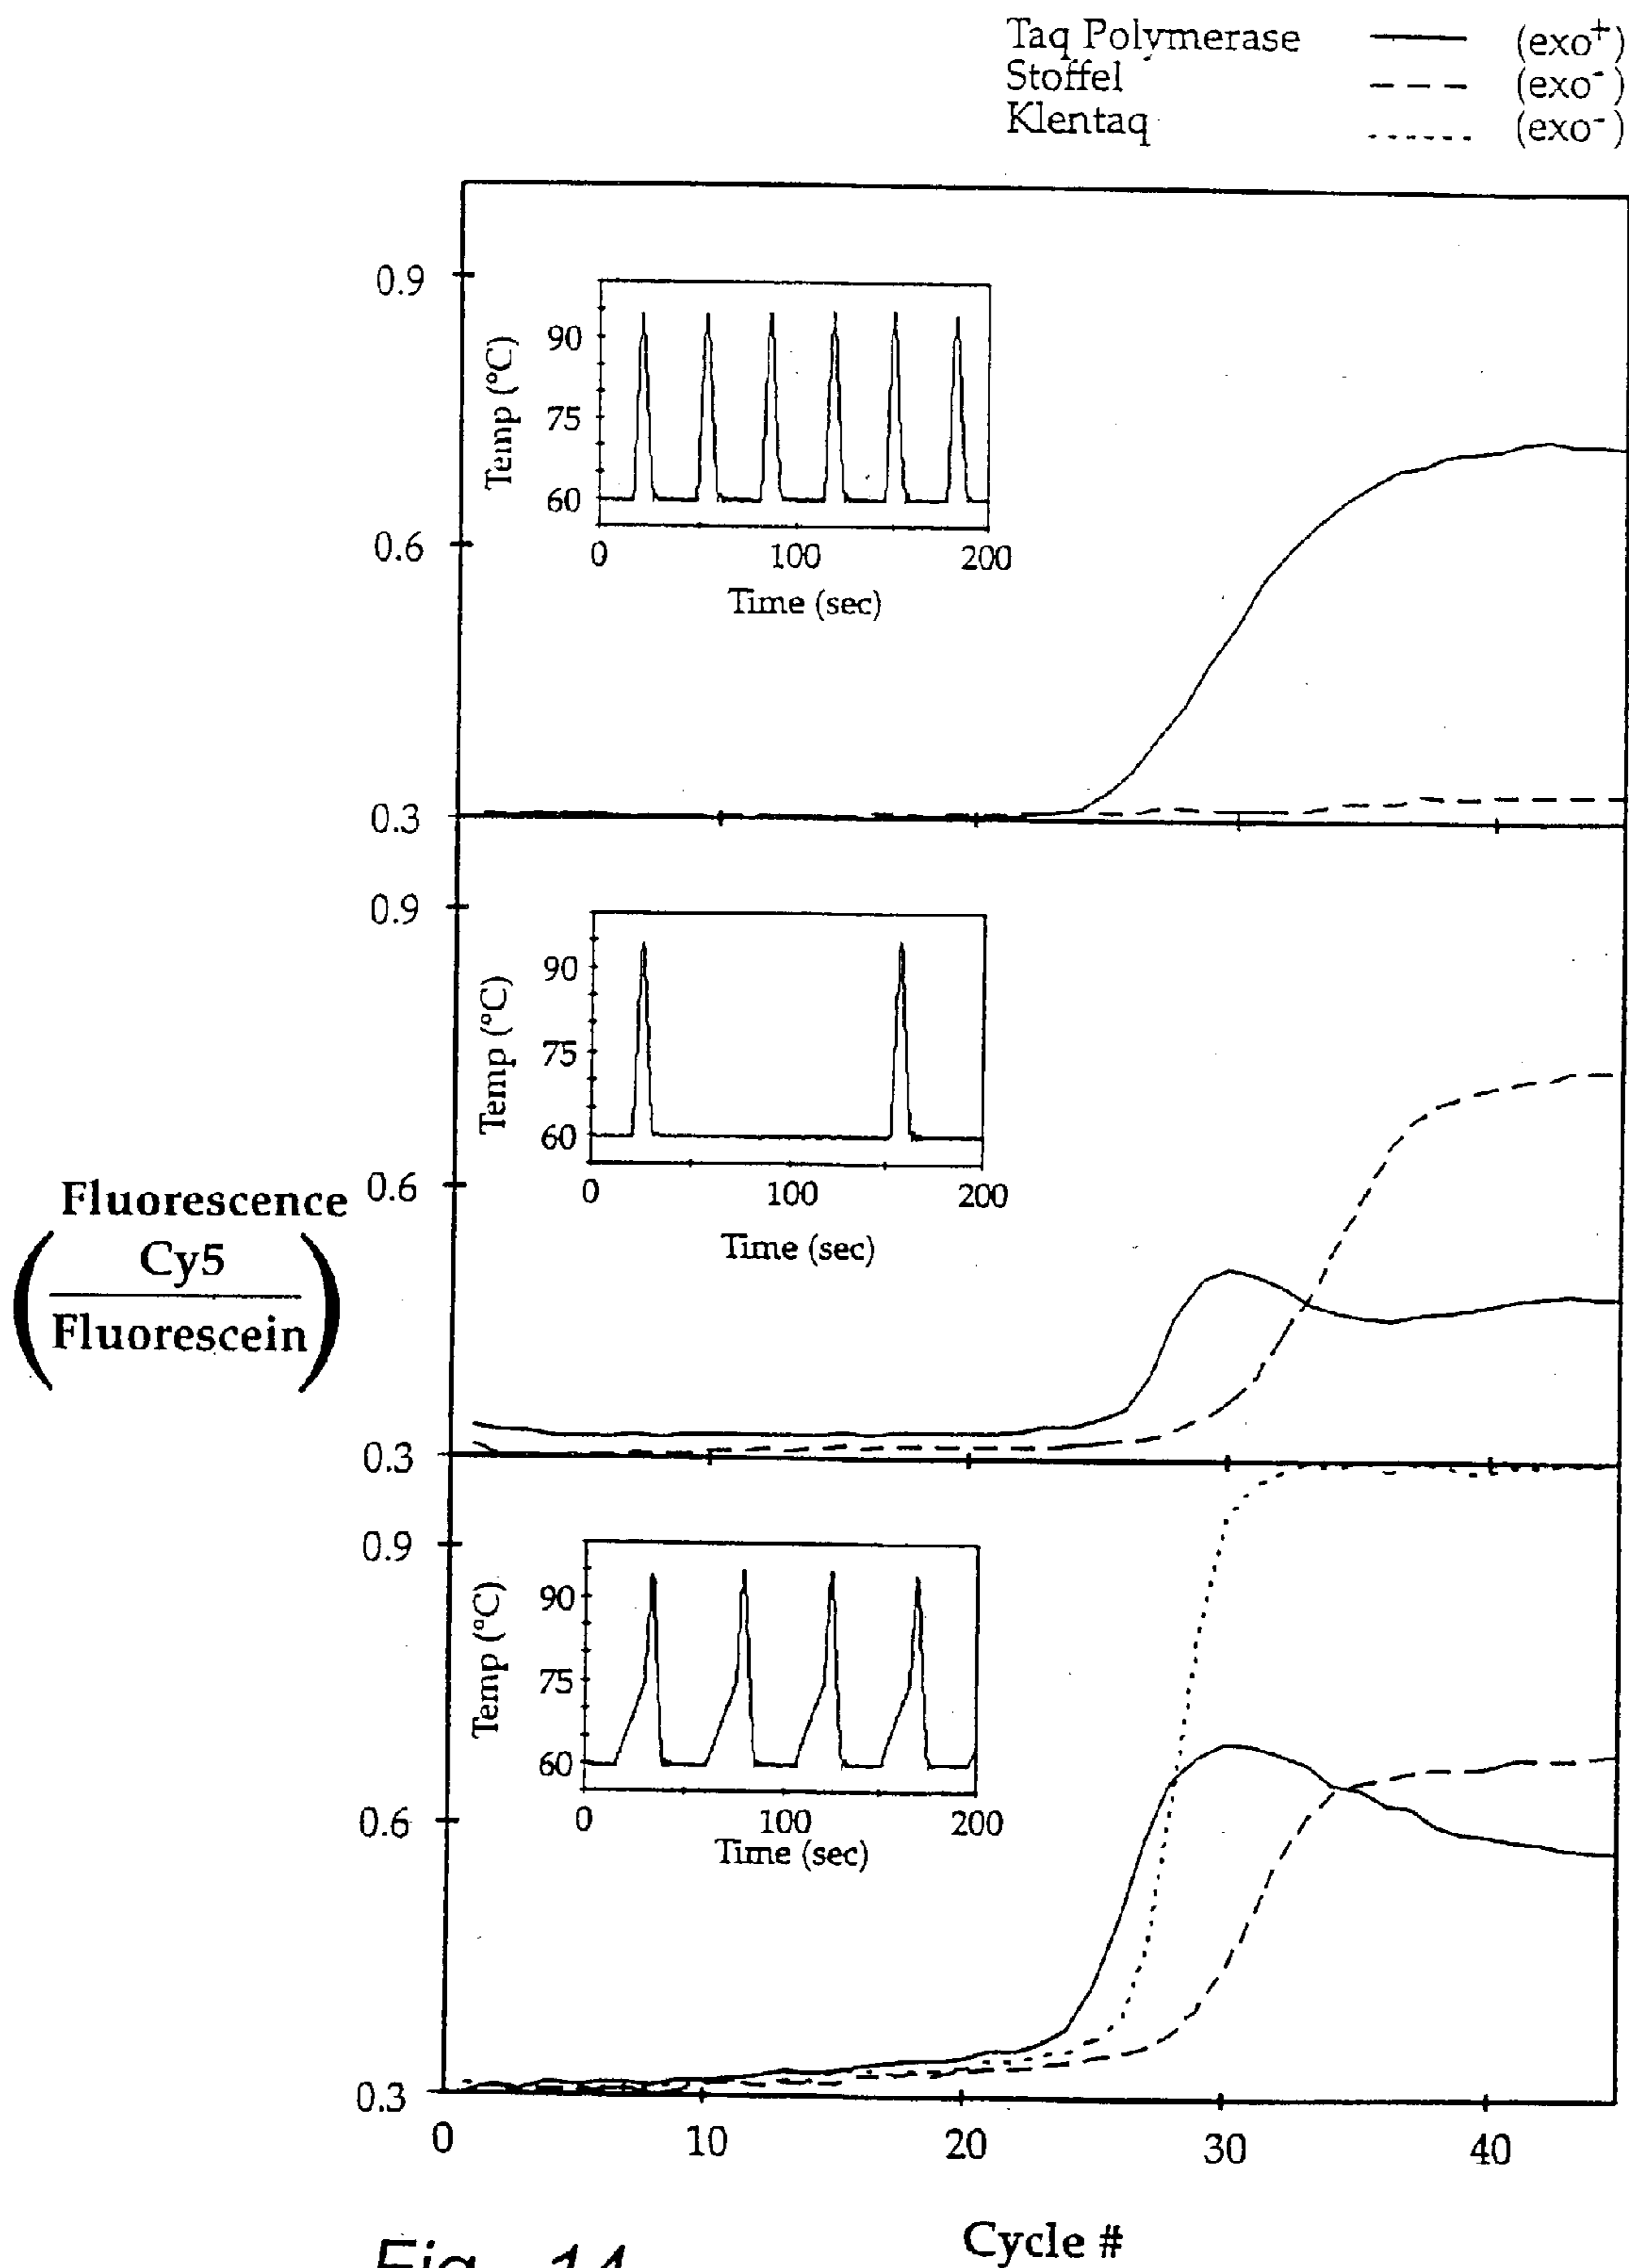 Taq Polymerase (exo+)
Stoffel (exo-)
Klentaq (exo-)
0.9
0.6
0.3
Temp (°C)
90
75
60
0 100 200
Time (sec)
0.9
0.6
0.3
Temp (°C)
90
75
60
0 100 200
Time (sec)
Fluorescence
Cy5
Fluorescein
0.9
0.6
0.3
Temp (°C)
90
75
60
0 100 200
Time (sec)
0 10 20 30 40
Cycle #
Fig. 14